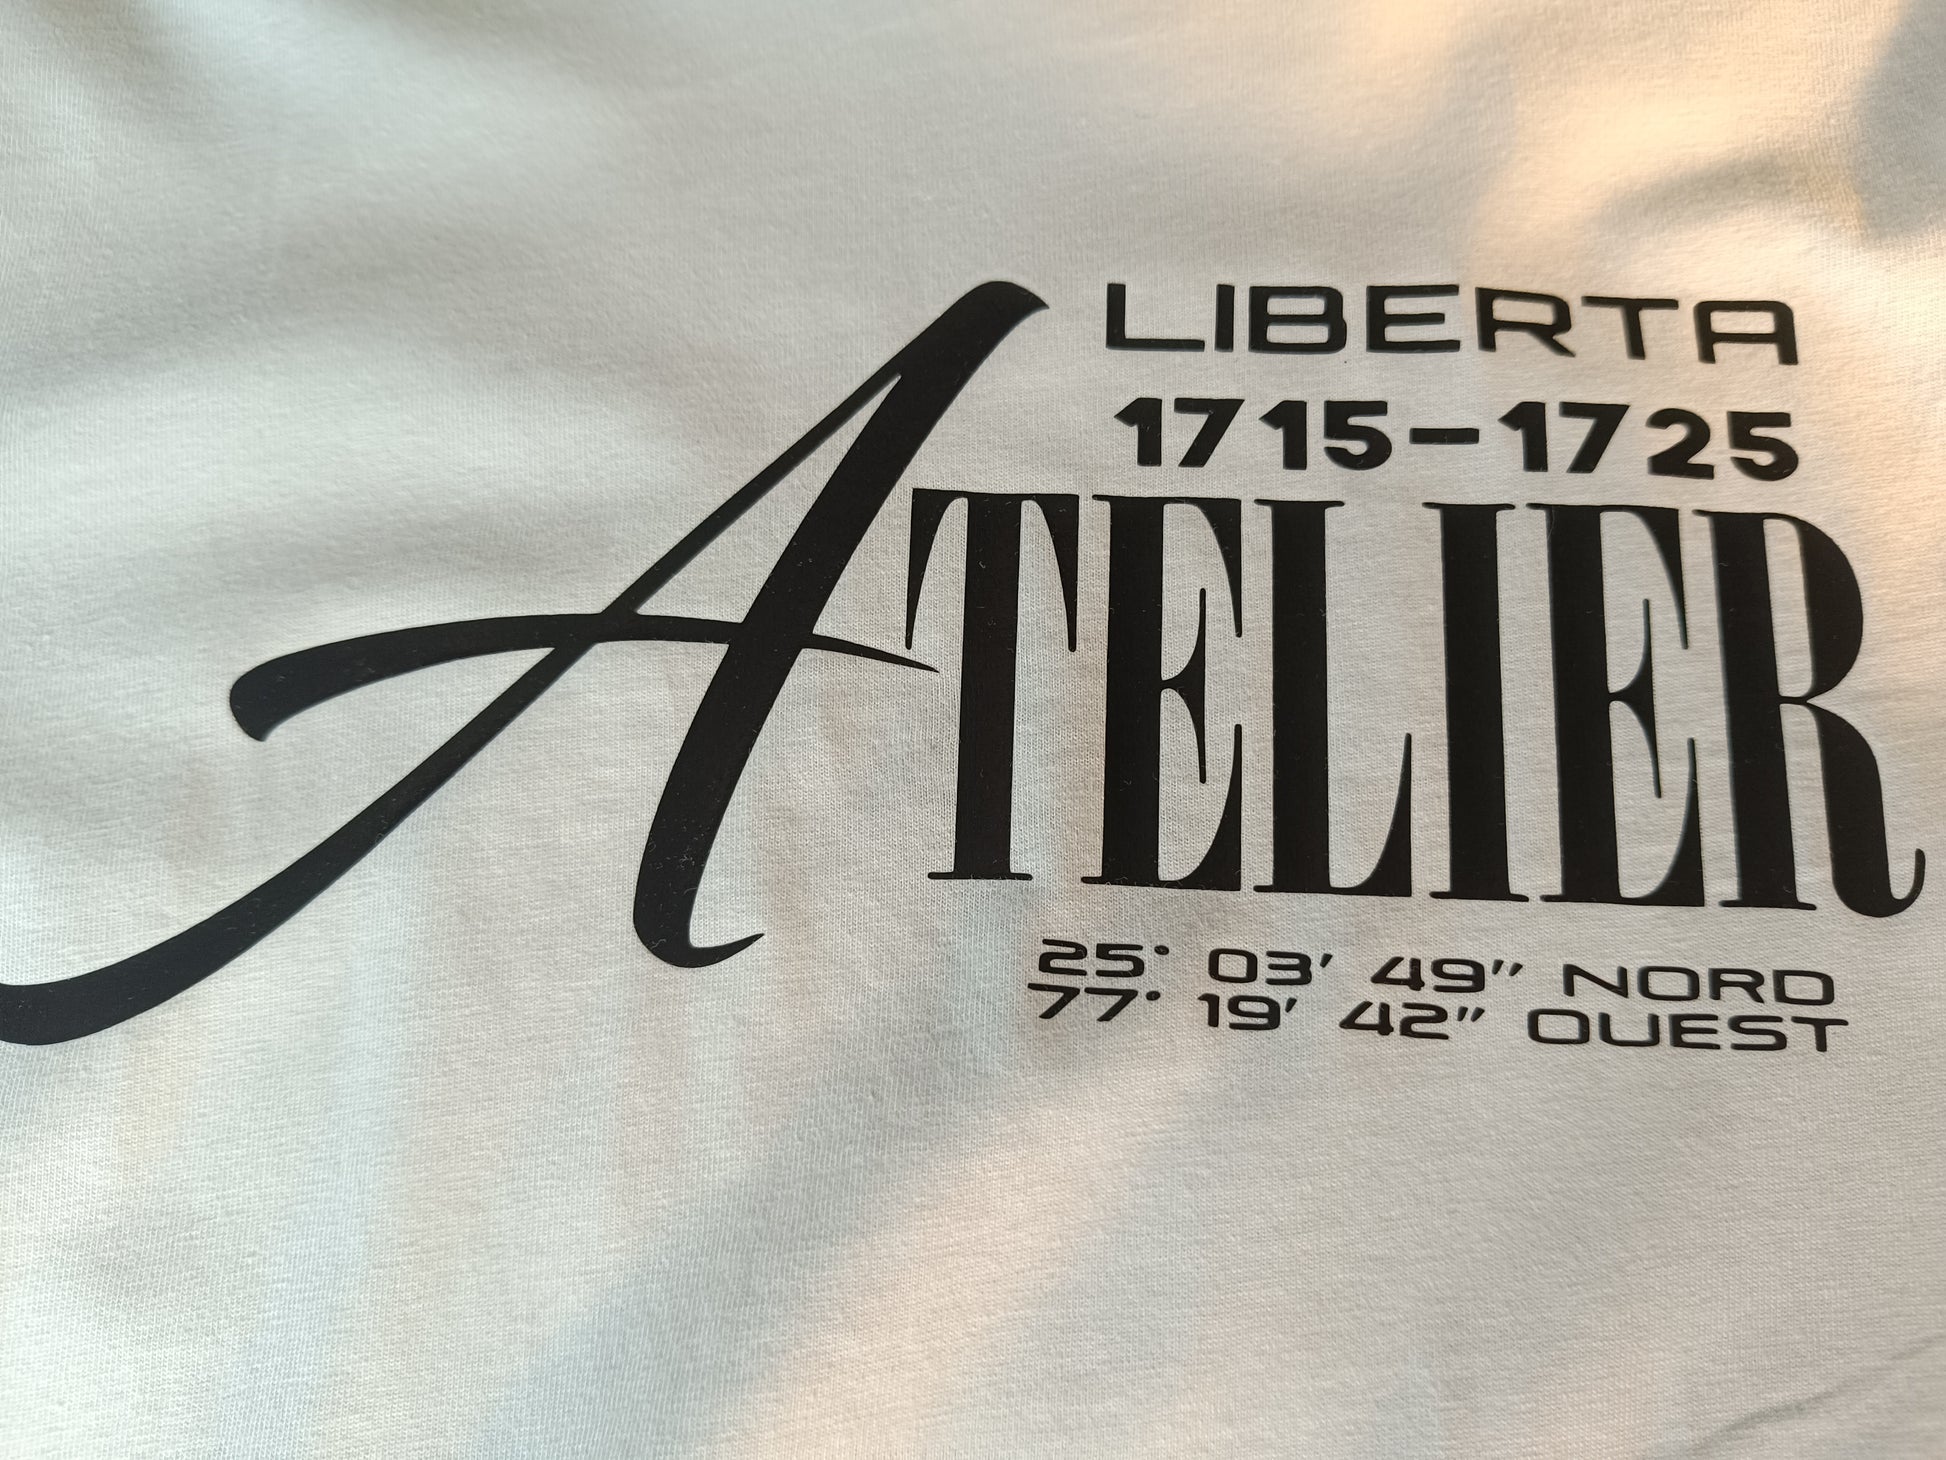 LIBERTA
1715-1725
ATELIER
25° 03' 49'' NORD
77° 19' 42'' OUEST